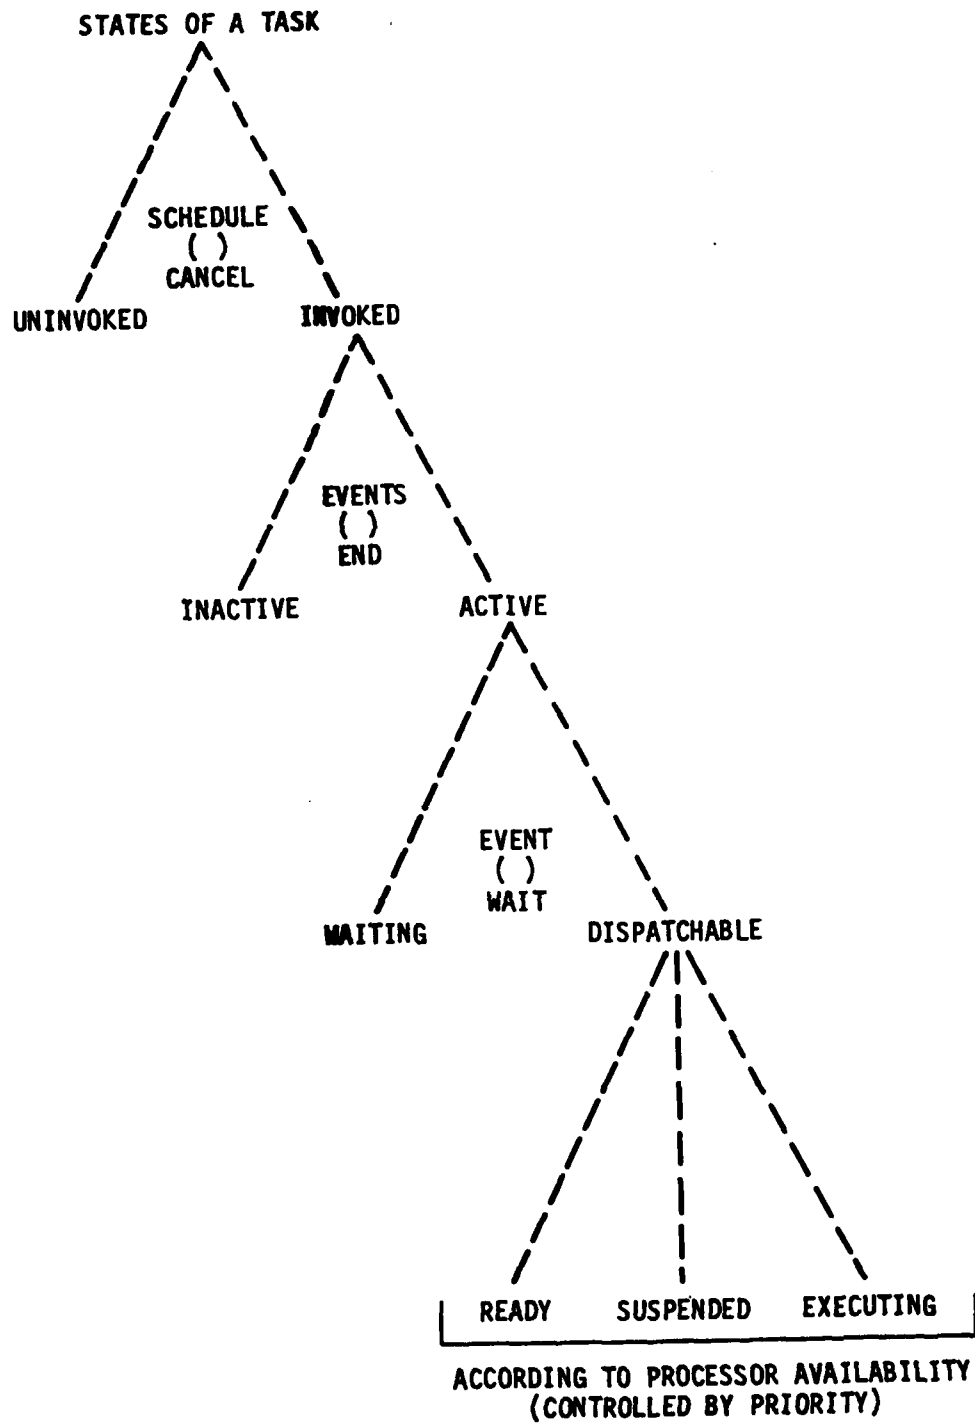 STATES OF A TASK
SCHEDULE
( )
CANCEL
UNINVOKED
INVOKED
EVENTS
( )
END
INACTIVE
ACTIVE
EVENT
( )
WAIT
WAITING
DISPATCHABLE
READY
SUSPENDED
EXECUTING
ACCORDING TO PROCESSOR AVAILABILITY
(CONTROLLED BY PRIORITY)